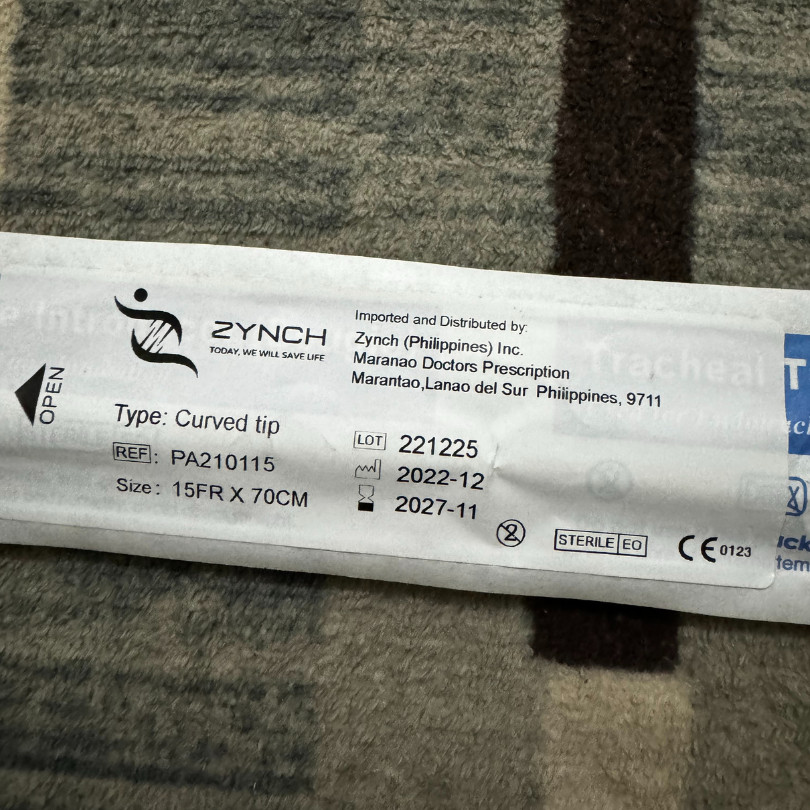 ZYNCH
TODAY, WE WILL SAVE LIFE
Imported and Distributed by:
Zynch (Philippines) Inc.
Maranao Doctors Prescription
Marantao,Lanao del Sur Philippines, 9711
OPEN
Type: Curved tip
REF: PA210115
Size: 15FR X 70CM
LOT 221225
2022-12
2027-11
2
STERILE EO
CE 0123
Tracheal T